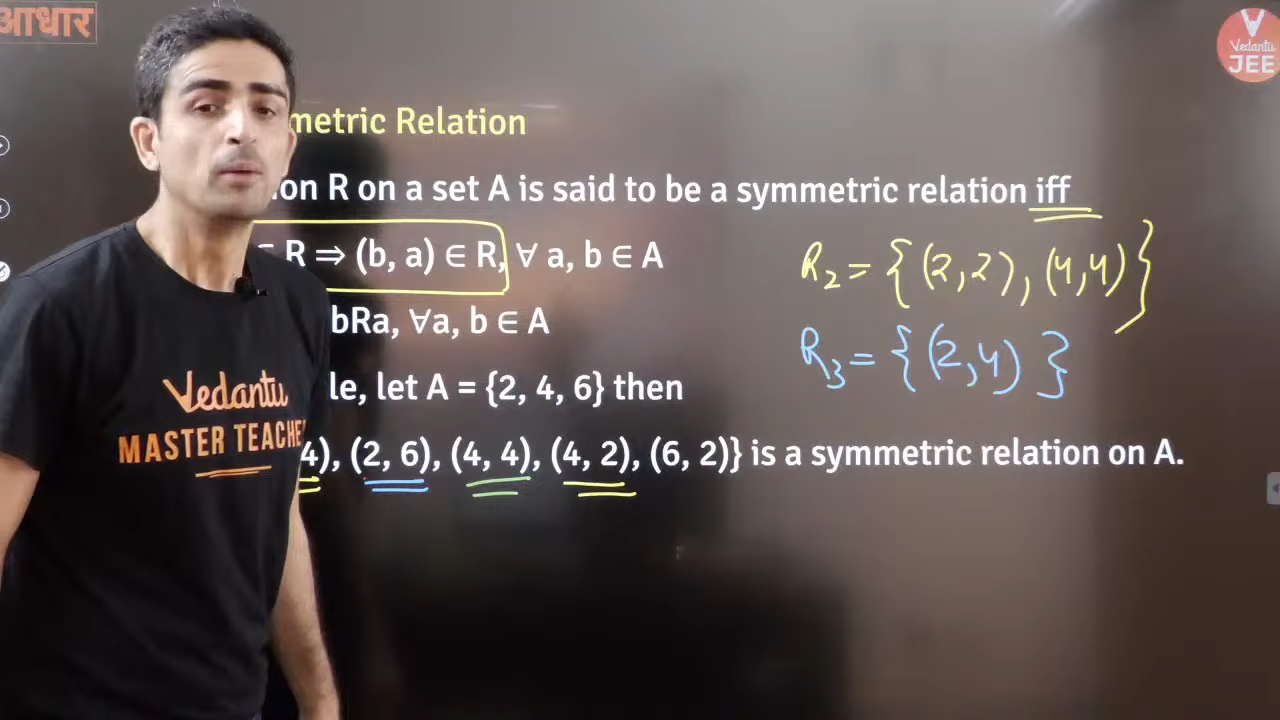 आधार
Vedantu
JEE
metric Relation
on R on a set A is said to be a symmetric relation iff
R ⇒ (b, a) ∈ R, ∀ a, b ∈ A
R₂ = {(2,2), (4,4)}
bRa, ∀a, b ∈ A
R₃ = {(2,4) }
le, let A = {2, 4, 6} then
Vedantu
MASTER TEACHE
4), (2, 6), (4, 4), (4, 2), (6, 2)} is a symmetric relation on A.